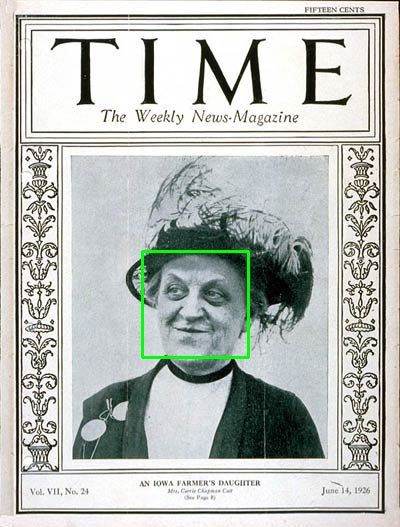 FIFTEEN CENTS
TIME
The Weekly News-Magazine
AN IOWA FARMER'S DAUGHTER
Mrs. Carrie Chapman Catt
(See Page 8)
Vol. VII, No. 24
June 14, 1926